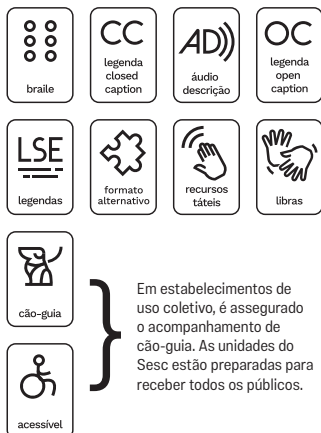 braile
CC
legenda
closed
caption
AD))
áudio
descrição
OC
legenda
open
caption
LSE
legendas
formato
alternativo
recursos
táteis
libras
cão-guia
acessível
Em estabelecimentos de
uso coletivo, é assegurado
o acompanhamento de
cão-guia. As unidades do
Sesc estão preparadas para
receber todos os públicos.